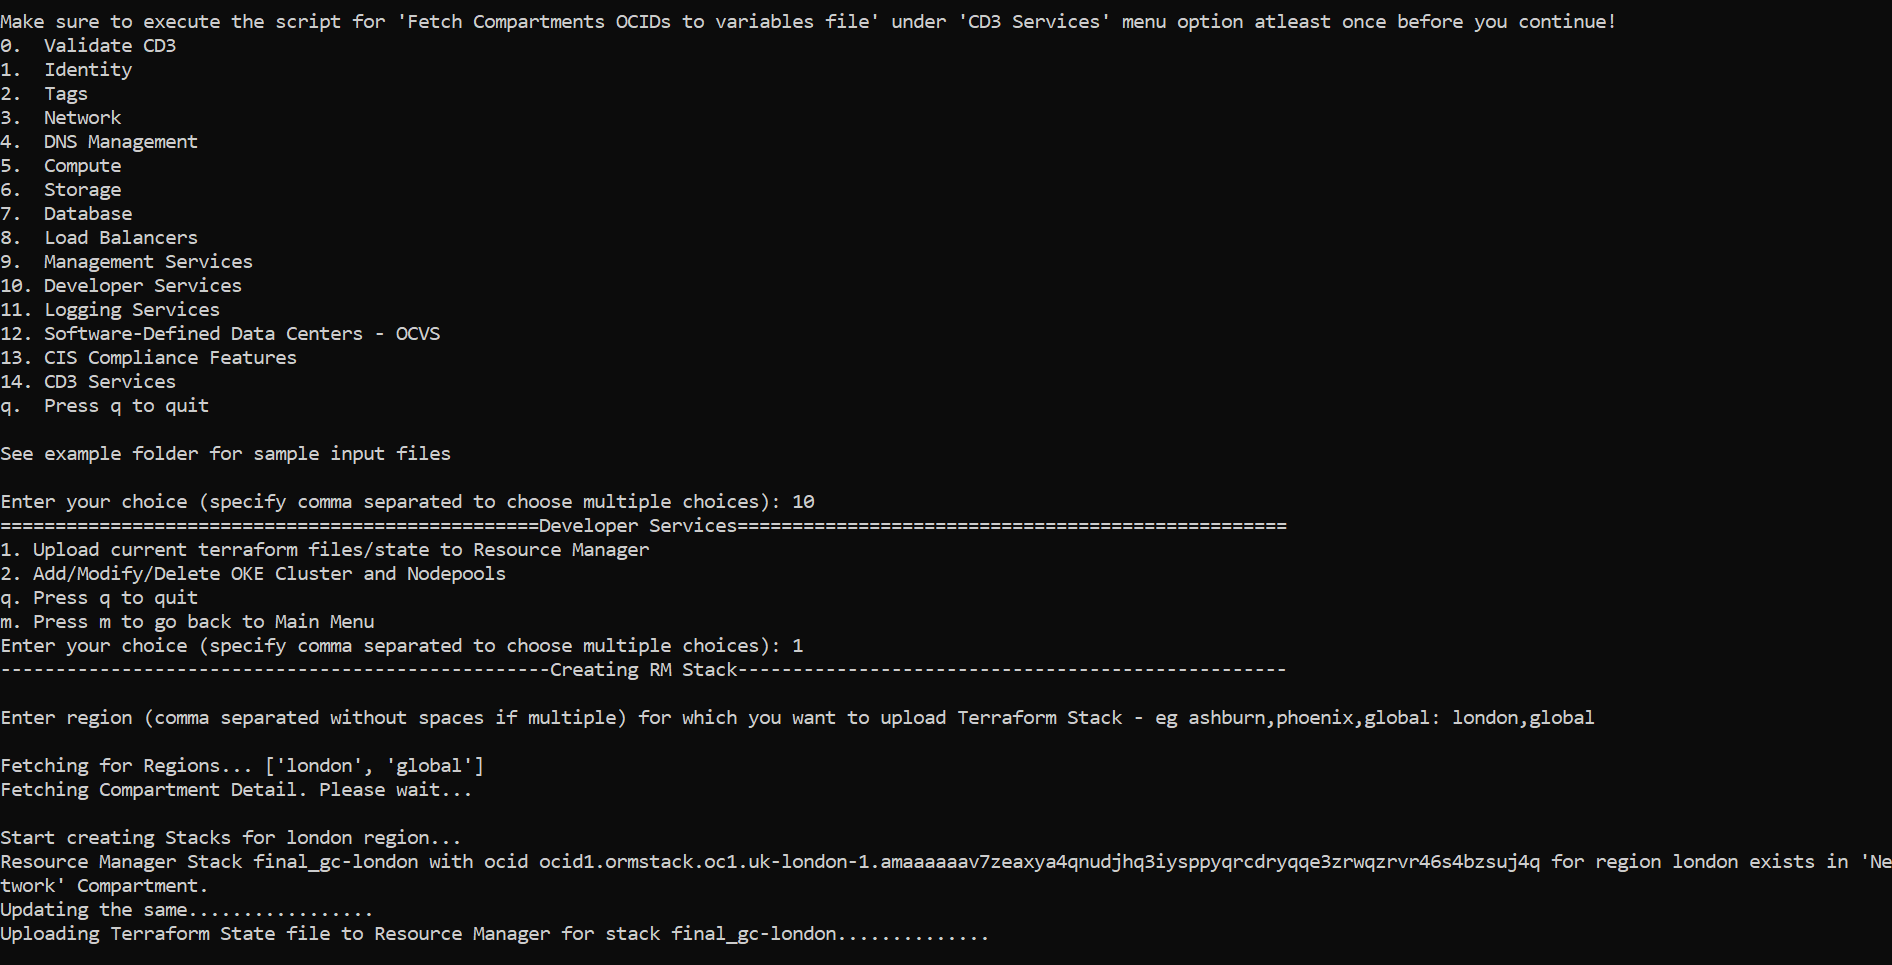 Make sure to execute the script for 'Fetch Compartments OCIDs to variables file' under 'CD3 Services' menu option atleast once before you continue!
0.  Validate CD3
1.  Identity
2.  Tags
3.  Network
4.  DNS Management
5.  Compute
6.  Storage
7.  Database
8.  Load Balancers
9.  Management Services
10. Developer Services
11. Logging Services
12. Software-Defined Data Centers - OCVS
13. CIS Compliance Features
14. CD3 Services
q.  Press q to quit
See example folder for sample input files
Enter your choice (specify comma separated to choose multiple choices): 10
=================================================Developer Services==================================================
1. Upload current terraform files/state to Resource Manager
2. Add/Modify/Delete OKE Cluster and Nodepools
q. Press q to quit
m. Press m to go back to Main Menu
Enter your choice (specify comma separated to choose multiple choices): 1
--------------------------------------------------Creating RM Stack--------------------------------------------------
Enter region (comma separated without spaces if multiple) for which you want to upload Terraform Stack - eg ashburn,phoenix,global: london,global
Fetching for Regions... ['london', 'global']
Fetching Compartment Detail. Please wait...
Start creating Stacks for london region...
Resource Manager Stack final_gc-london with ocid ocid1.ormstack.oc1.uk-london-1.amaaaaaav7zeaxya4qnudjhq3iysppyqrcdryqqe3zrwqzrvr46s4bzsuj4q for region london exists in 'Ne
twork' Compartment.
Updating the same.................
Uploading Terraform State file to Resource Manager for stack final_gc-london..............